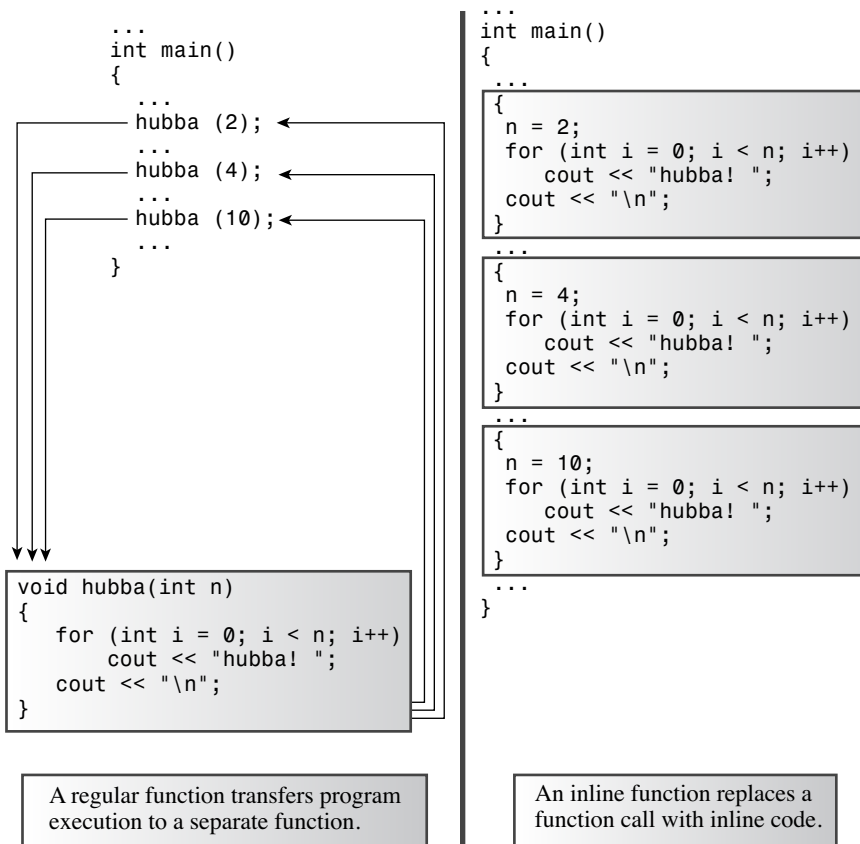 ...
int main()
{
...
hubba (2);
...
hubba (4);
...
hubba (10);
...
}
void hubba(int n)
{
for (int i = 0; i < n; i++)
cout << "hubba! ";
cout << "\n";
}
A regular function transfers program
execution to a separate function.
...
int main()
{
...
{
n = 2;
for (int i = 0; i < n; i++)
cout << "hubba! ";
cout << "\n";
}
...
{
n = 4;
for (int i = 0; i < n; i++)
cout << "hubba! ";
cout << "\n";
}
...
{
n = 10;
for (int i = 0; i < n; i++)
cout << "hubba! ";
cout << "\n";
}
...
}
An inline function replaces a
function call with inline code.